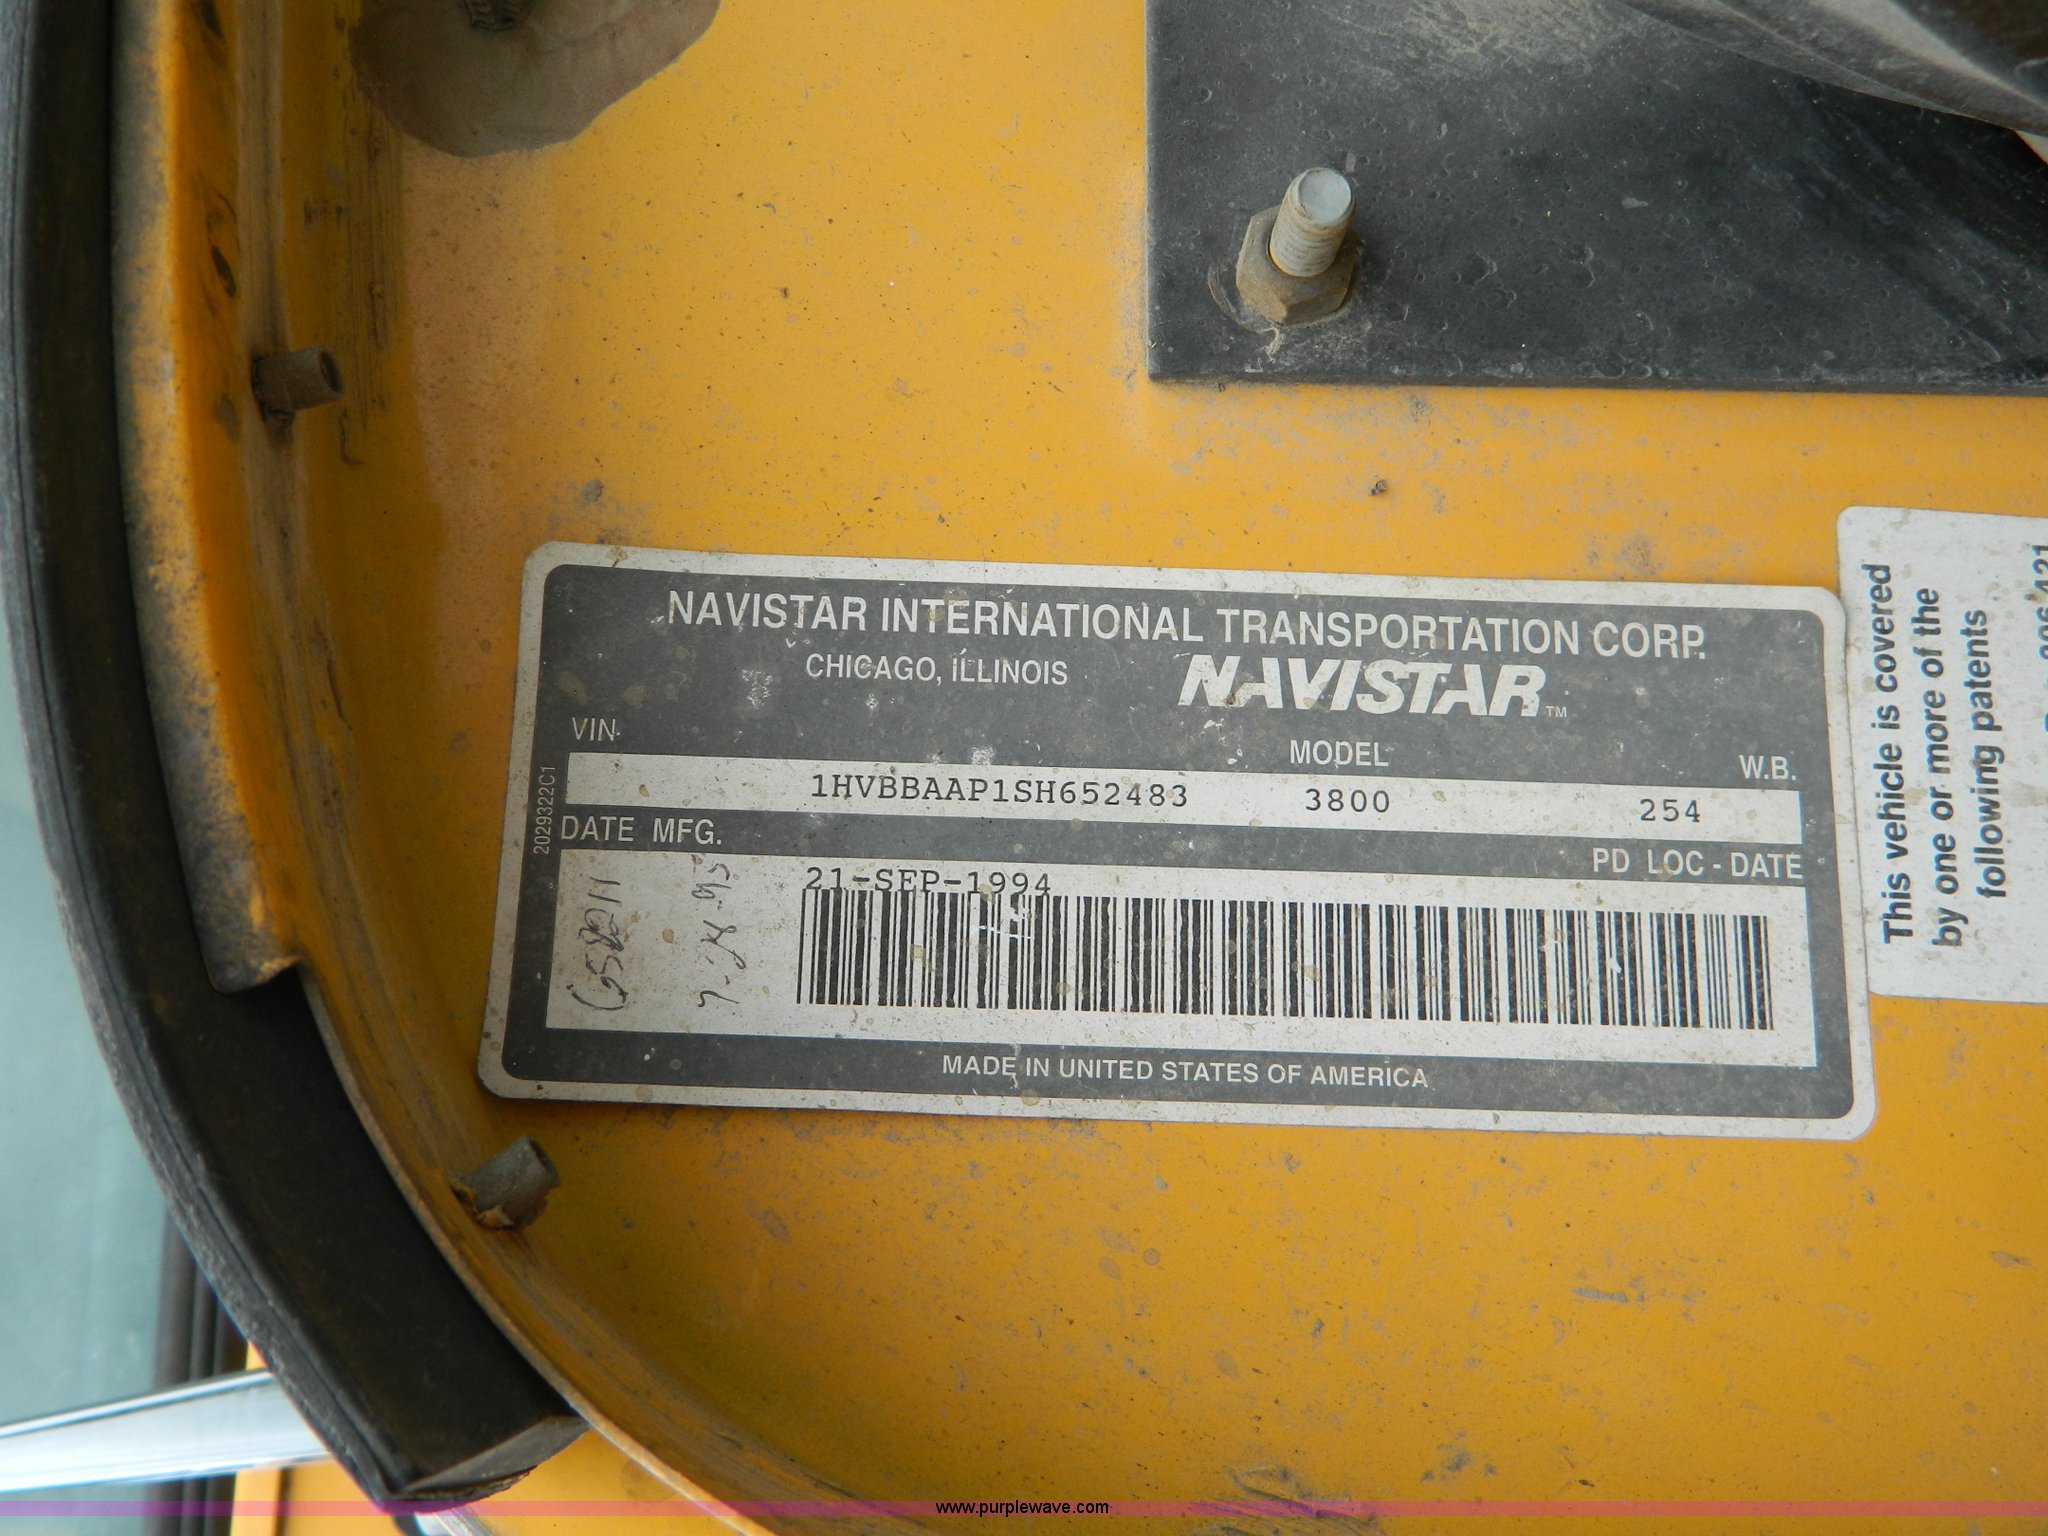 NAVISTAR INTERNATIONAL TRANSPORTATION CORP.
CHICAGO, ILLINOIS
NAVISTAR™
VIN
MODEL
W.B.
1HVBBAAP1SH652483 3800 254
2029322C1
DATE MFG.
PD LOC - DATE
21-SEP-1994
MADE IN UNITED STATES OF AMERICA
This vehicle is covered
by one or more of the
following patents
www.purplewave.com